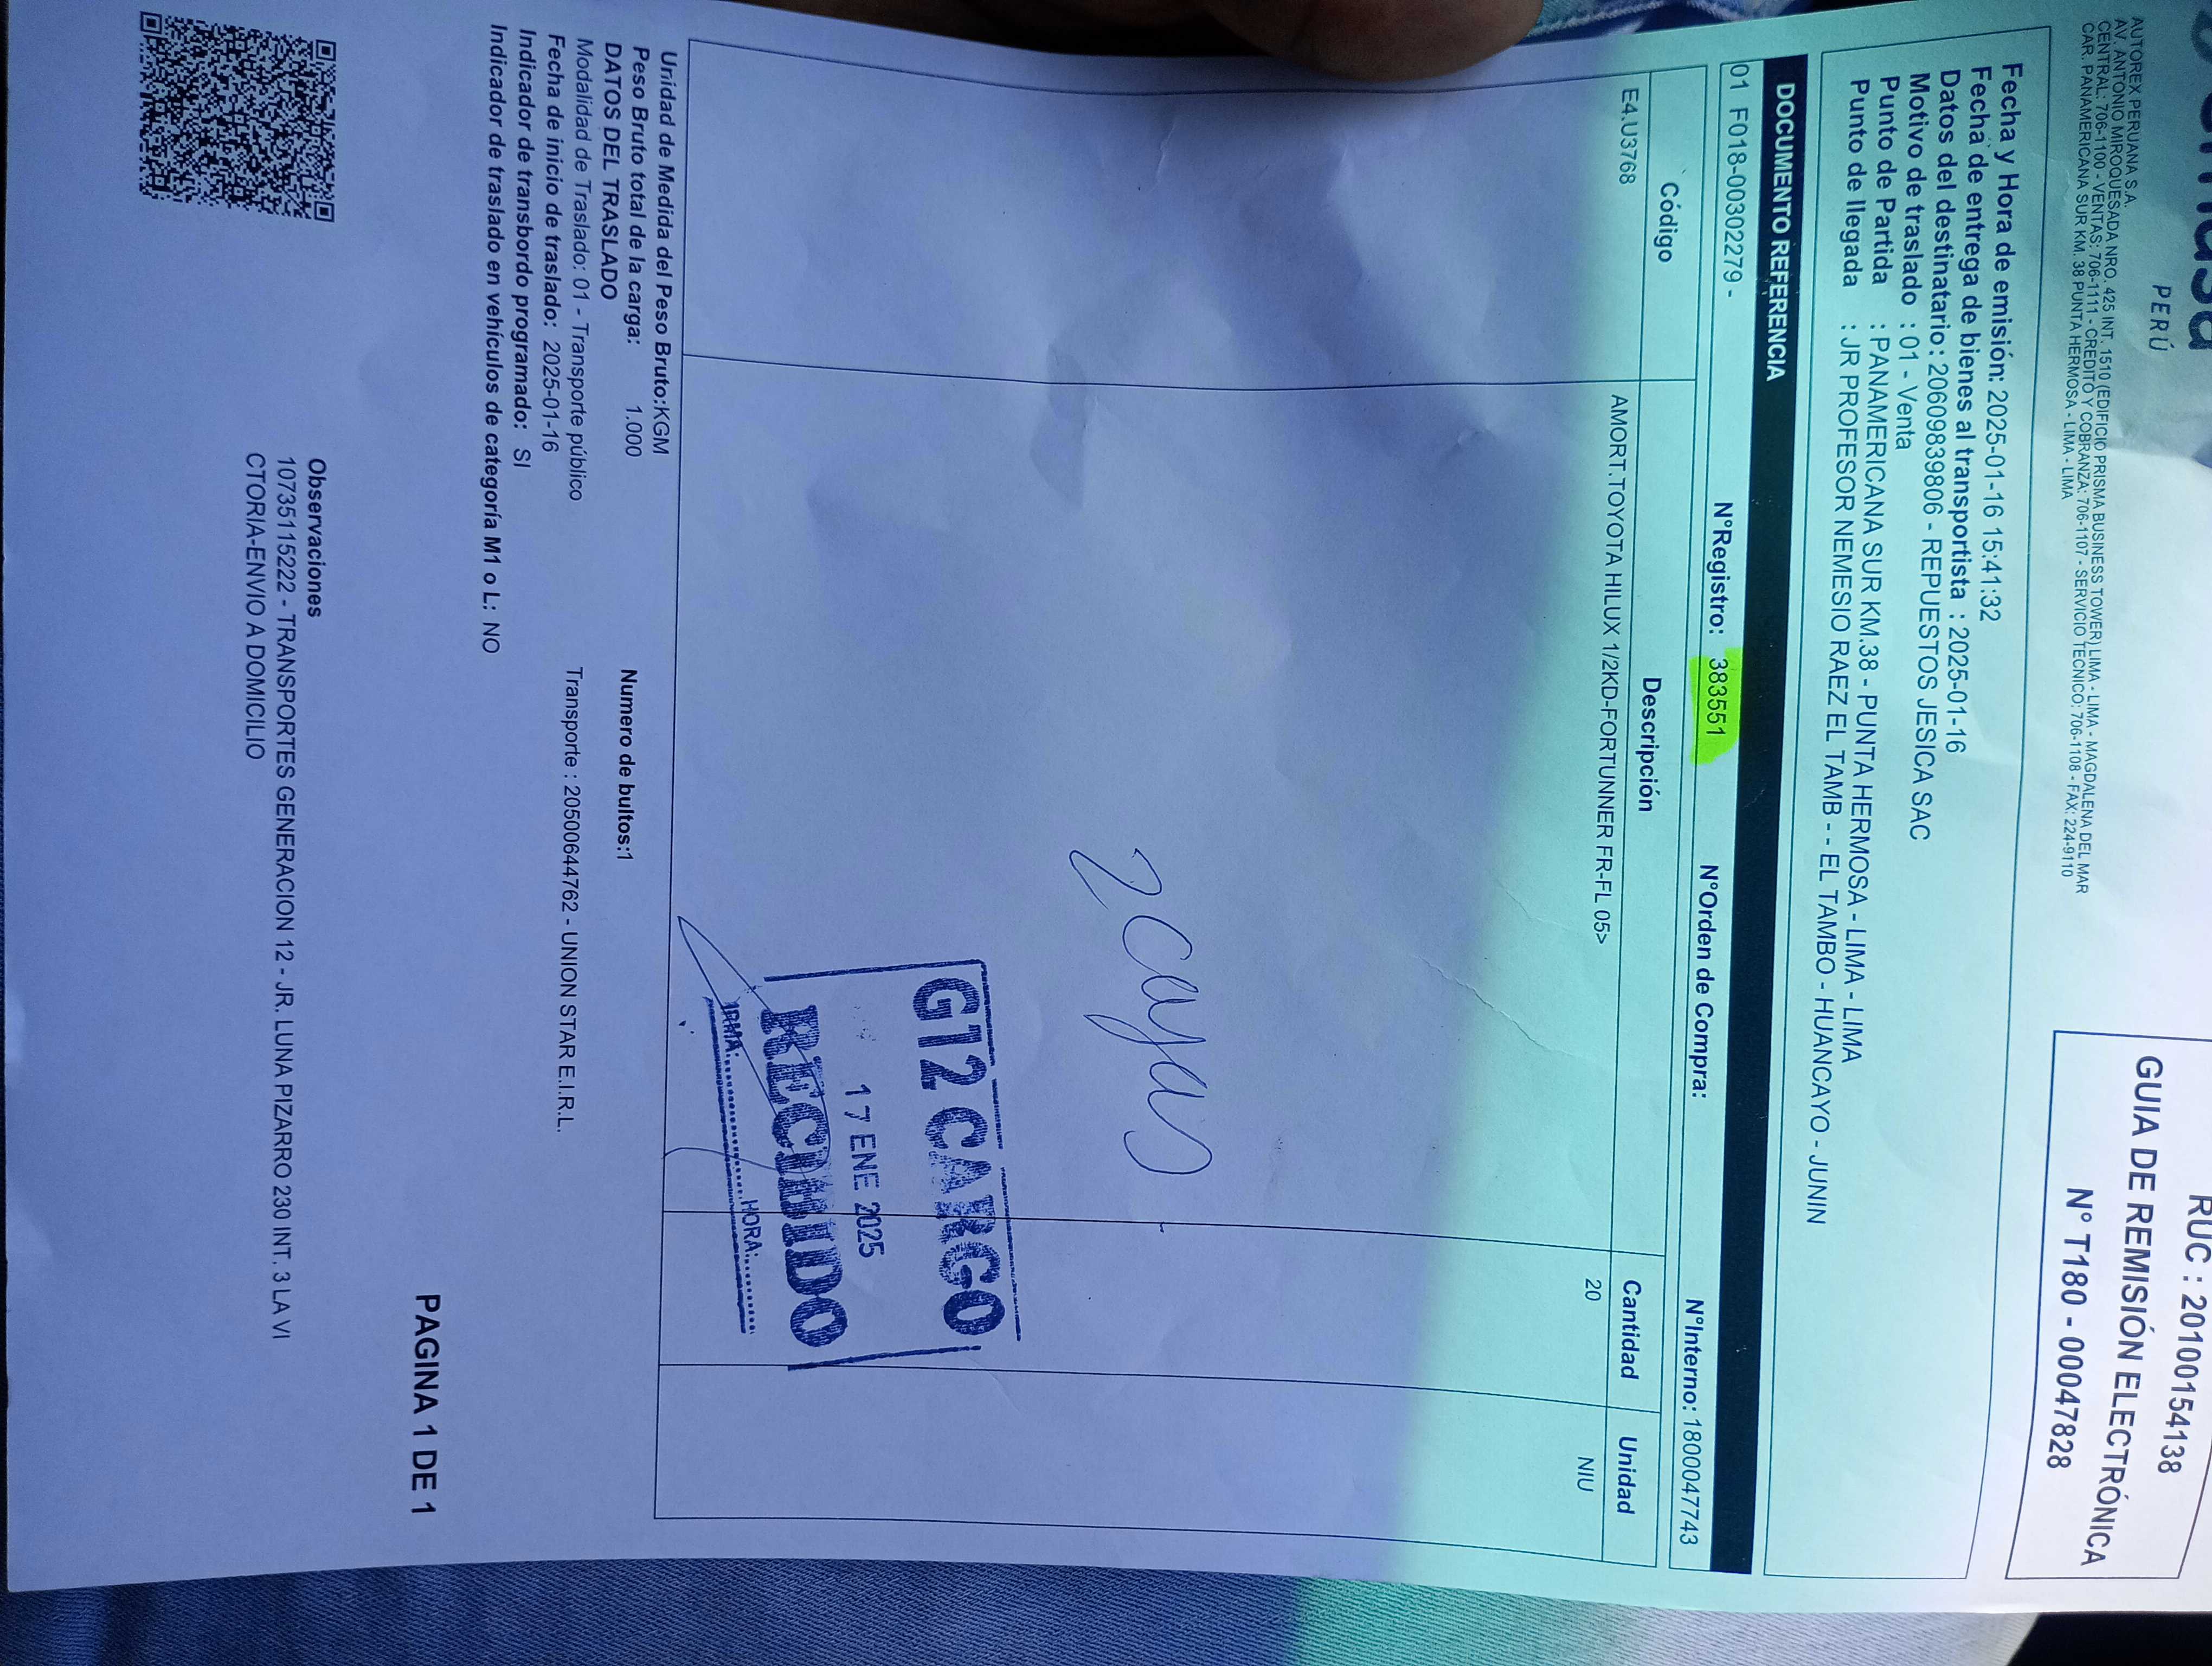 PERÚ
AUTOREX PERUANA S.A.
AV. ANTONIO MIROQUESADA NRO. 425 INT. 1510 (EDIFICIO PRISMA BUSINESS TOWER) LIMA - LIMA - MAGDALENA DEL MAR
CENTRAL: 706-1100 - VENTAS: 706-1111 - CREDITO Y COBRANZA: 706-1107 - SERVICIO TECNICO: 706-1108 - FAX: 224-9110
CAR. PANAMERICANA SUR KM. 38 PUNTA HERMOSA - LIMA - LIMA
RUC : 20100154138
GUIA DE REMISIÓN ELECTRÓNICA
N° T180 - 00047828
Fecha y Hora de emisión: 2025-01-16 15:41:32
Fecha de entrega de bienes al transportista : 2025-01-16
Datos del destinatario: 20609839806 - REPUESTOS JESICA SAC
Motivo de traslado : 01 - Venta
Punto de Partida : PANAMERICANA SUR KM.38 - PUNTA HERMOSA - LIMA - LIMA
Punto de llegada : JR PROFESOR NEMESIO RAEZ EL TAMB - - EL TAMBO - HUANCAYO - JUNIN
DOCUMENTO REFERENCIA
01 F018-00302279 - N°Registro: 383551 N°Orden de Compra: N°Interno: 1800047743
Código Descripción Cantidad Unidad
E4.U3768 AMORT.TOYOTA HILUX 1/2KD-FORTUNNER FR-FL 05> 20 NIU
2 cajas
G12 CARGO
17 ENE 2025
RECIBIDO
FIRMA: HORA:
Unidad de Medida del Peso Bruto:KGM
Peso Bruto total de la carga: 1.000 Numero de bultos:1
DATOS DEL TRASLADO
Modalidad de Traslado: 01 - Transporte público Transporte : 20500644762 - UNION STAR E.I.R.L.
Fecha de inicio de traslado: 2025-01-16
Indicador de transbordo programado: SI
Indicador de traslado en vehículos de categoría M1 o L: NO
PAGINA 1 DE 1
Observaciones
10735115222 - TRANSPORTES GENERACION 12 - JR. LUNA PIZARRO 230 INT. 3 LA VI
CTORIA-ENVIO A DOMICILIO